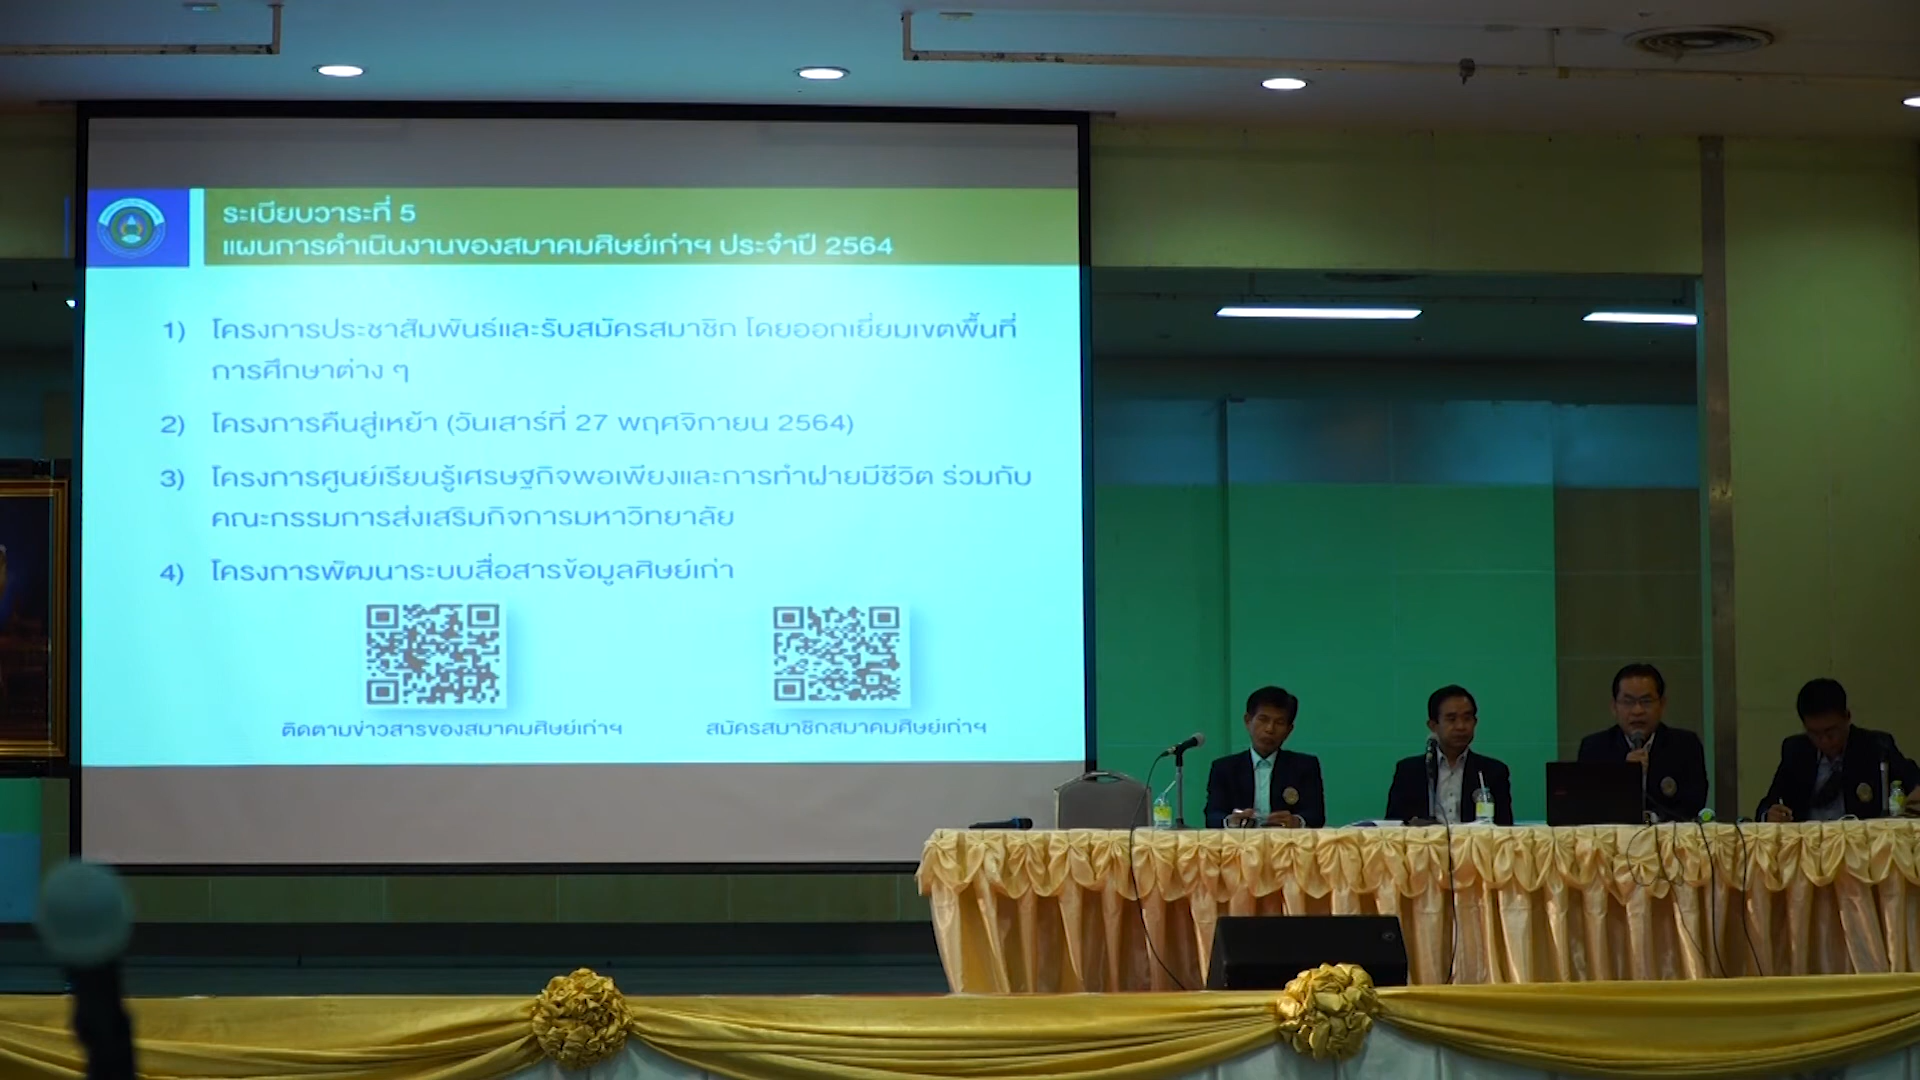 ระเบียบวาระที่ 5
แผนการดำเนินงานของสมาคมศิษย์เก่าฯ ประจำปี 2564
1) โครงการประชาสัมพันธ์และรับสมัครสมาชิก โดยออกเยี่ยมเขตพื้นที่
การศึกษาต่าง ๆ
2) โครงการคืนสู่เหย้า (วันเสาร์ที่ 27 พฤศจิกายน 2564)
3) โครงการศูนย์เรียนรู้เศรษฐกิจพอเพียงและการทำฝายมีชีวิต ร่วมกับ
คณะกรรมการส่งเสริมกิจการมหาวิทยาลัย
4) โครงการพัฒนาระบบสื่อสารข้อมูลศิษย์เก่า
ติดตามข่าวสารของสมาคมศิษย์เก่าฯ
สมัครสมาชิกสมาคมศิษย์เก่าฯ